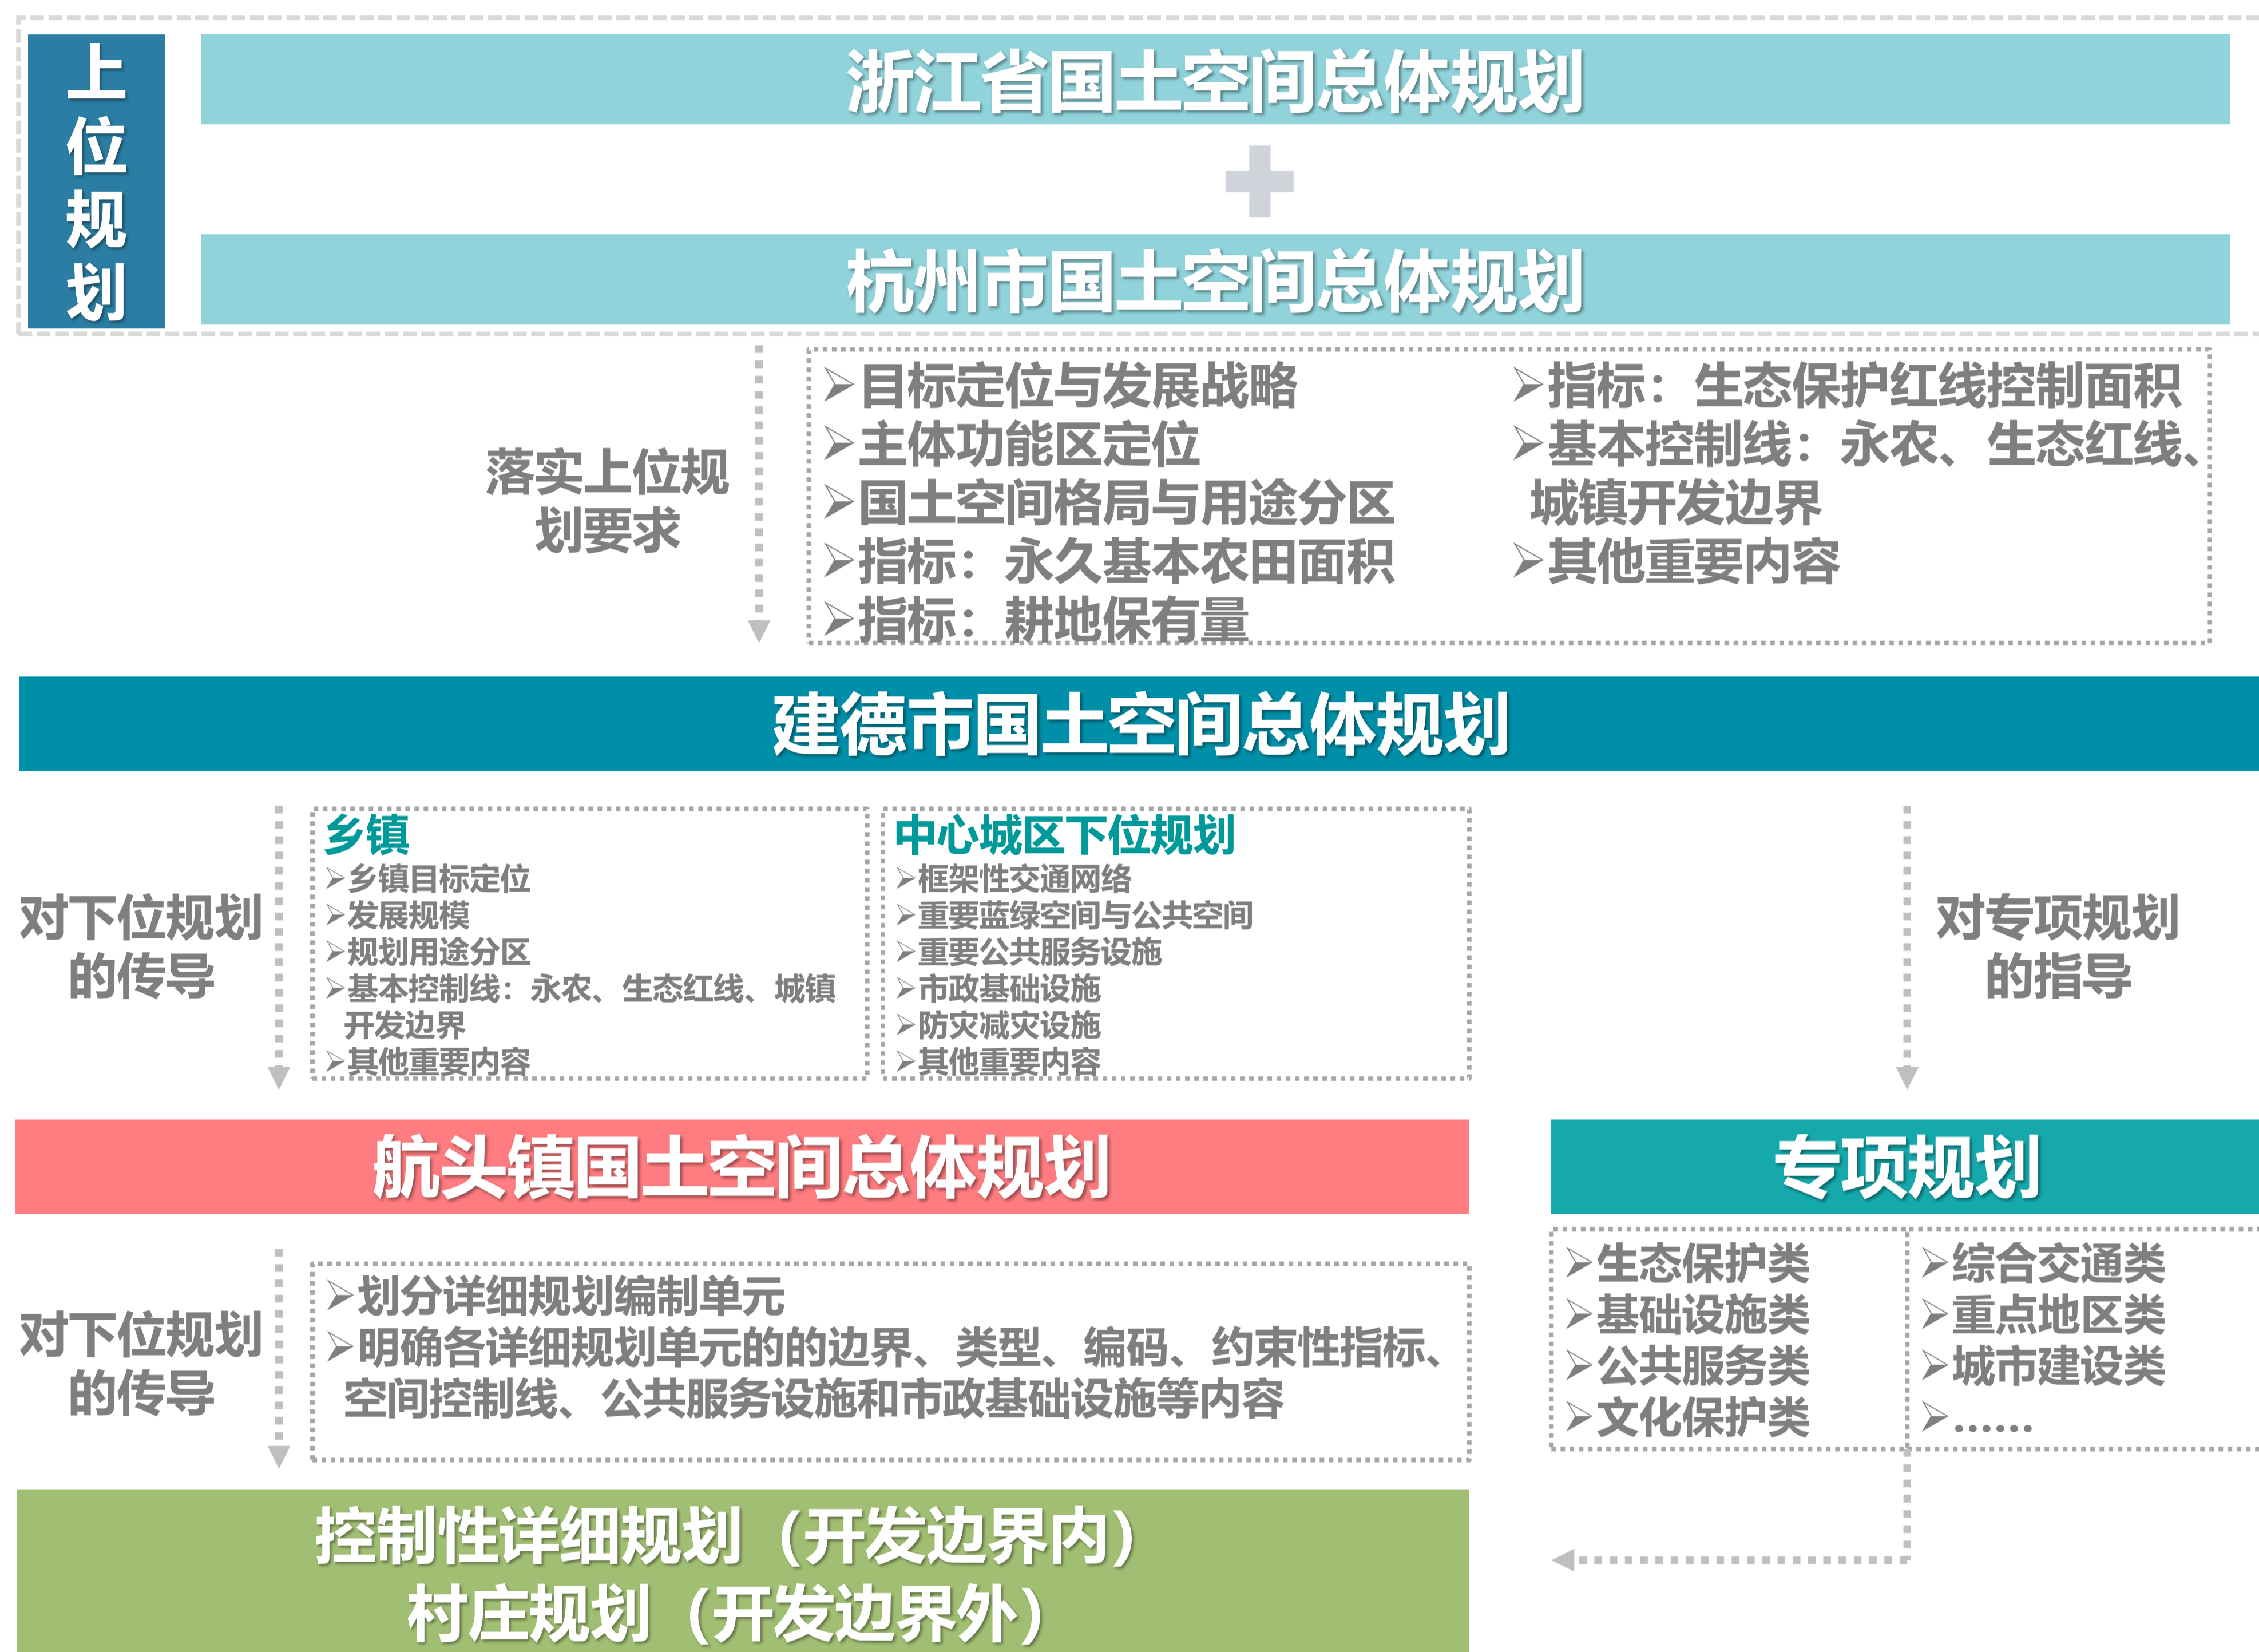 上位规划
浙江省国土空间总体规划
杭州市国土空间总体规划
落实上位规
划要求
➢目标定位与发展战略
➢主体功能区定位
➢国土空间格局与用途分区
➢指标：永久基本农田面积
➢指标：耕地保有量
➢指标：生态保护红线控制面积
➢基本控制线：永农、生态红线、
城镇开发边界
➢其他重要内容
建德市国土空间总体规划
对下位规划
的传导
乡镇
➢乡镇目标定位
➢发展规模
➢规划用途分区
➢基本控制线：永农、生态红线、城镇
开发边界
➢其他重要内容
中心城区下位规划
➢框架性交通网络
➢重要蓝绿空间与公共空间
➢重要公共服务设施
➢市政基础设施
➢防灾减灾设施
➢其他重要内容
对专项规划
的指导
航头镇国土空间总体规划
专项规划
对下位规划
的传导
➢划分详细规划编制单元
➢明确各详细规划单元的的边界、类型、编码、约束性指标、
空间控制线、公共服务设施和市政基础设施等内容
➢生态保护类
➢基础设施类
➢公共服务类
➢文化保护类
➢综合交通类
➢重点地区类
➢城市建设类
➢……
控制性详细规划（开发边界内）
村庄规划（开发边界外）